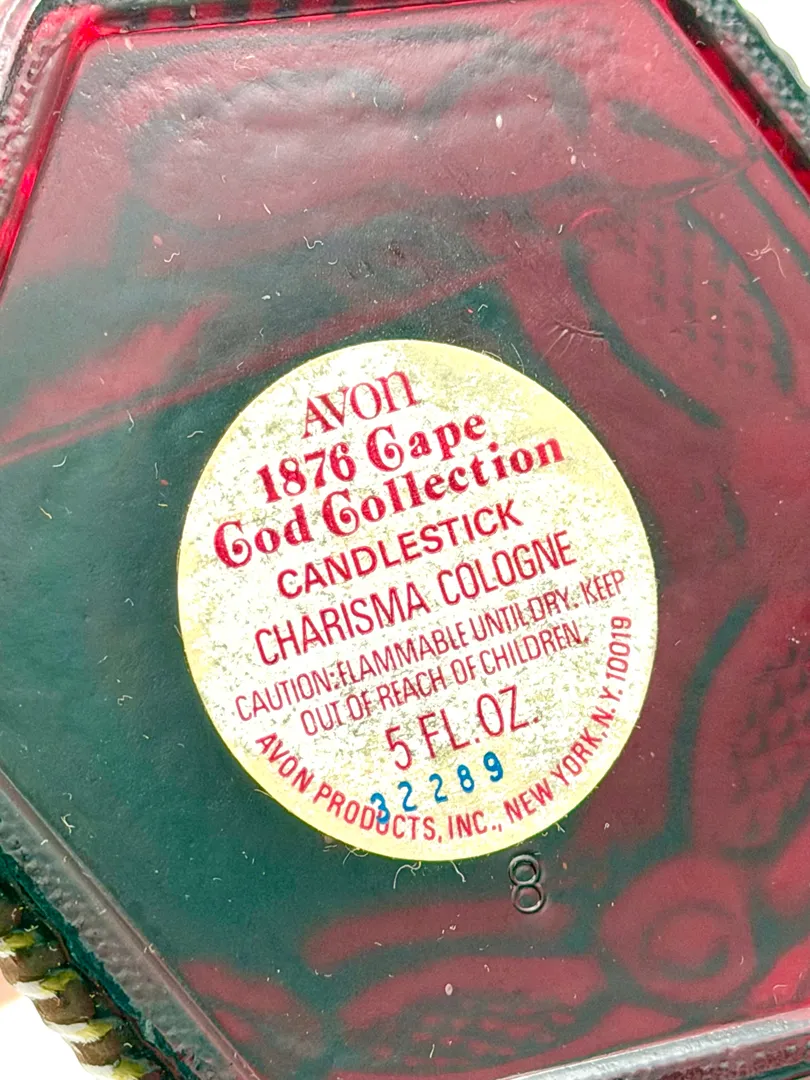 AVON
1876 Cape
Cod Collection
CANDLESTICK
CHARISMA COLOGNE
CAUTION: FLAMMABLE UNTIL DRY. KEEP
OUT OF REACH OF CHILDREN.
5 FL. OZ.
32289
AVON PRODUCTS, INC., NEW YORK, N.Y. 10019
8